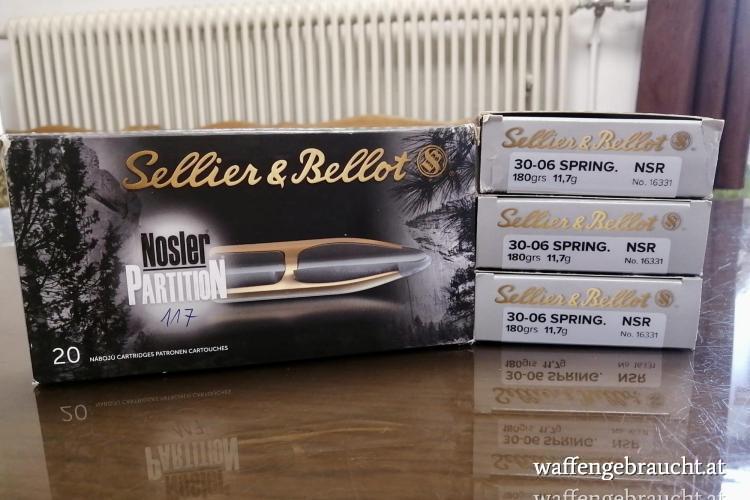 Sellier & Bellot
Nosler
PARTITION
117
20 NÁBOJŮ CARTRIDGES PATRONEN CARTOUCHES
Sellier & Bellot
30-06 SPRING. NSR
180grs 11,7g No. 16331
Sellier & Bellot
30-06 SPRING. NSR
180grs 11,7g No. 16331
Sellier & Bellot
30-06 SPRING. NSR
180grs 11,7g No. 16331
waffengebraucht.at